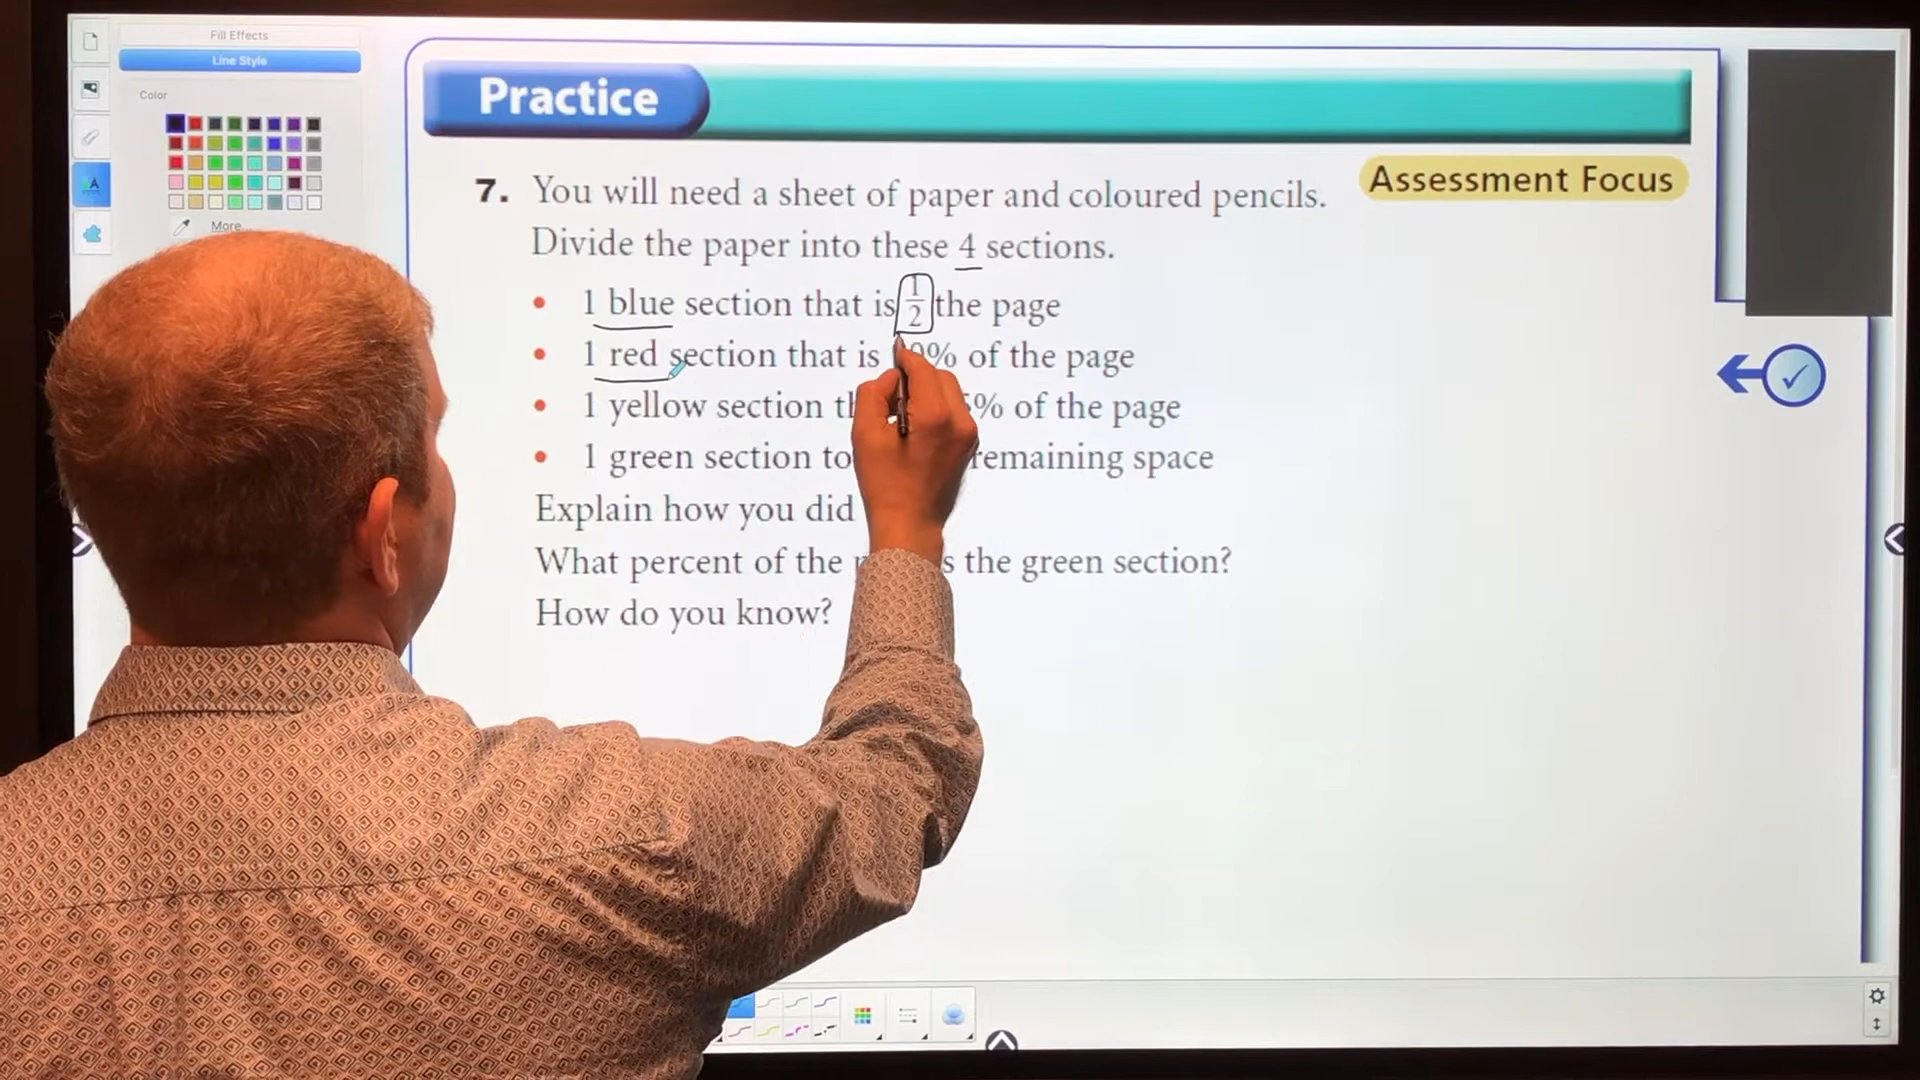 Fill Effects
Line Style
Color
More...
Practice
Assessment Focus
7. You will need a sheet of paper and coloured pencils.
Divide the paper into these 4 sections.
• 1 blue section that is 1/2 the page
• 1 red section that is % of the page
• 1 yellow section % of the page
• 1 green section to remaining space
Explain how you did
What percent of the the green section?
How do you know?